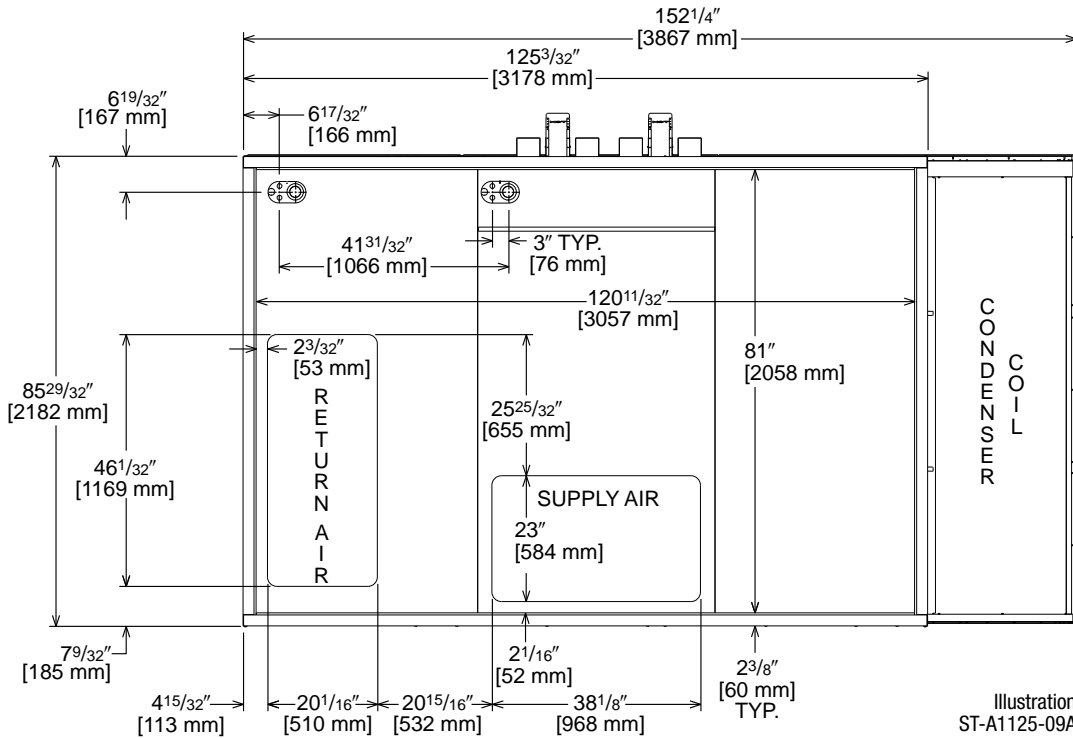 152 1/4″
[3867 mm]
125 3/32″
[3178 mm]
6 19/32″
[167 mm]
6 17/32″
[166 mm]
41 31/32″
[1066 mm]
3″ TYP.
[76 mm]
120 11/32″
[3057 mm]
2 3/32″
[53 mm]
81″
[2058 mm]
85 29/32″
[2182 mm]
25 25/32″
[655 mm]
46 1/32″
[1169 mm]
RETURN AIR
SUPPLY AIR
23″
[584 mm]
CONDENSER
COIL
7 9/32″
[185 mm]
2 1/16″
[52 mm]
2 3/8″
[60 mm]
TYP.
4 15/32″
[113 mm]
20 1/16″
[510 mm]
20 15/16″
[532 mm]
38 1/8″
[968 mm]
Illustration
ST-A1125-09A